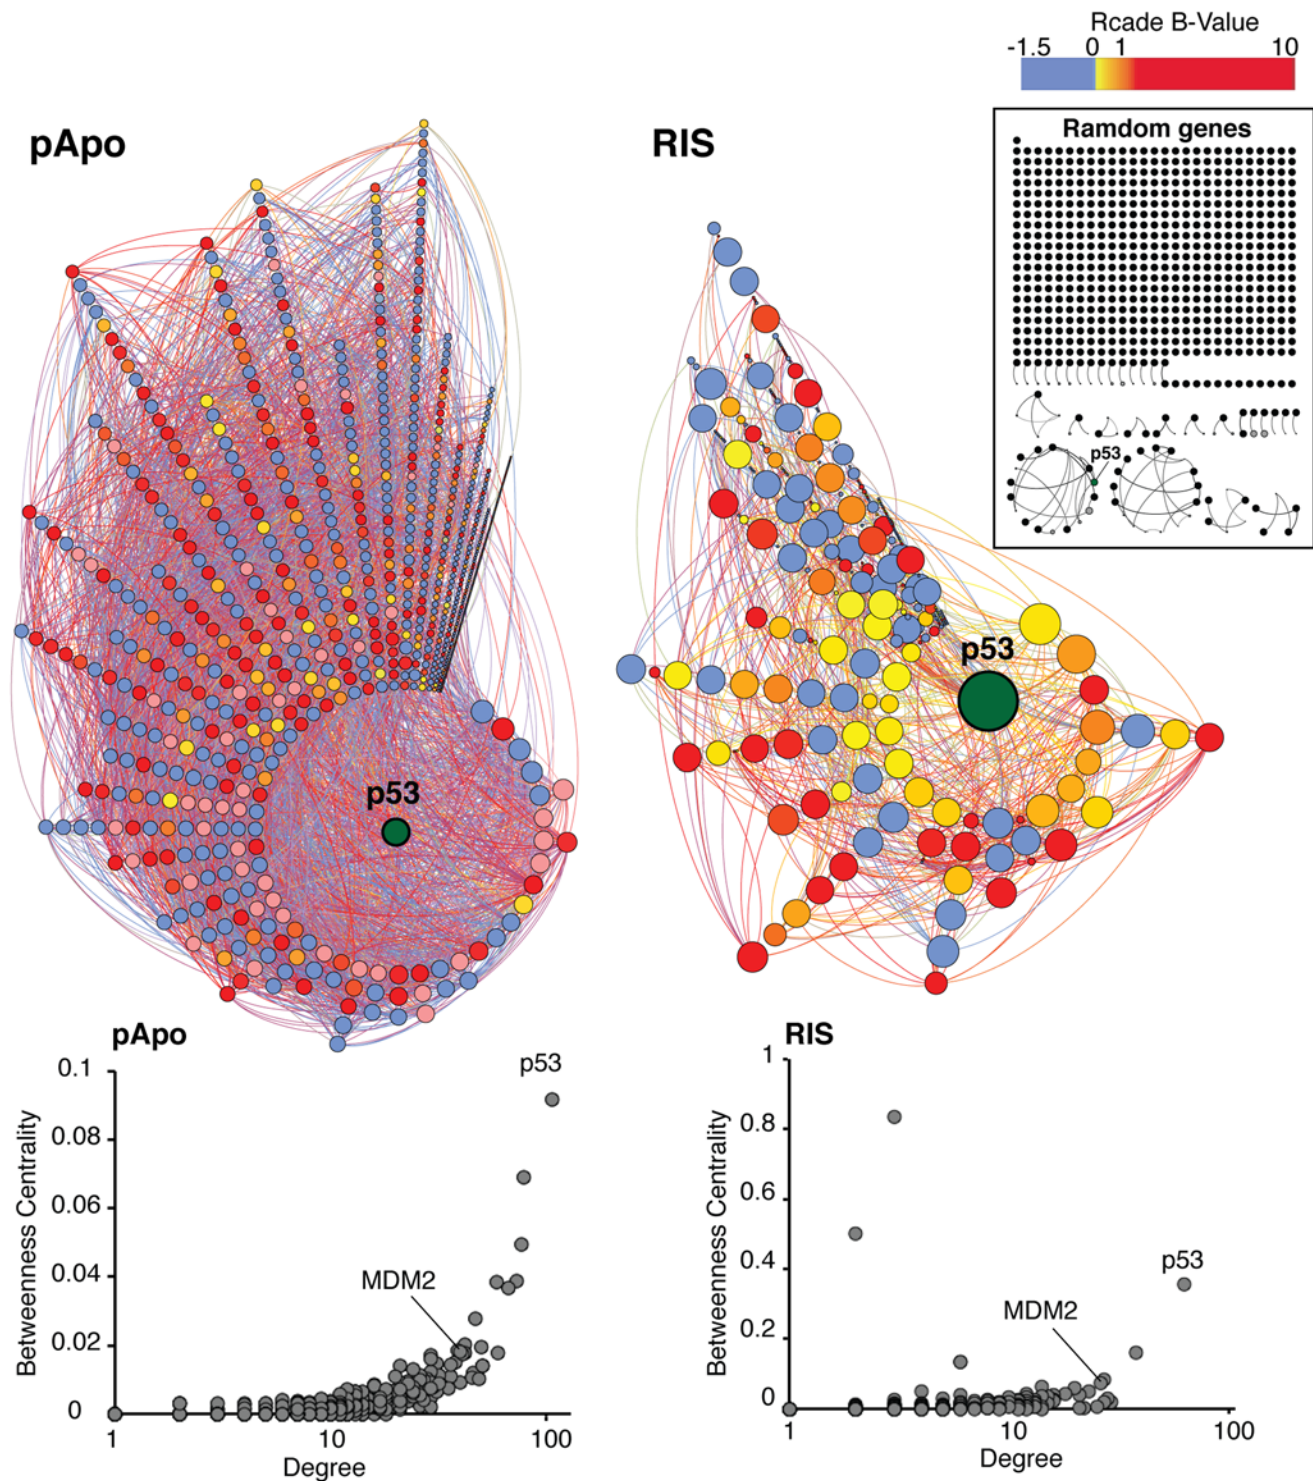 Rcade B-Value
-1.5 0 1 10
pApo
RIS
Ramdom genes
p53
p53
p53
pApo
RIS
Betweenness Centrality
0.1
0.08
0.06
0.04
0.02
0
p53
MDM2
1 10 100
Degree
Betweenness Centrality
1
0.8
0.6
0.4
0.2
0
p53
MDM2
1 10 100
Degree